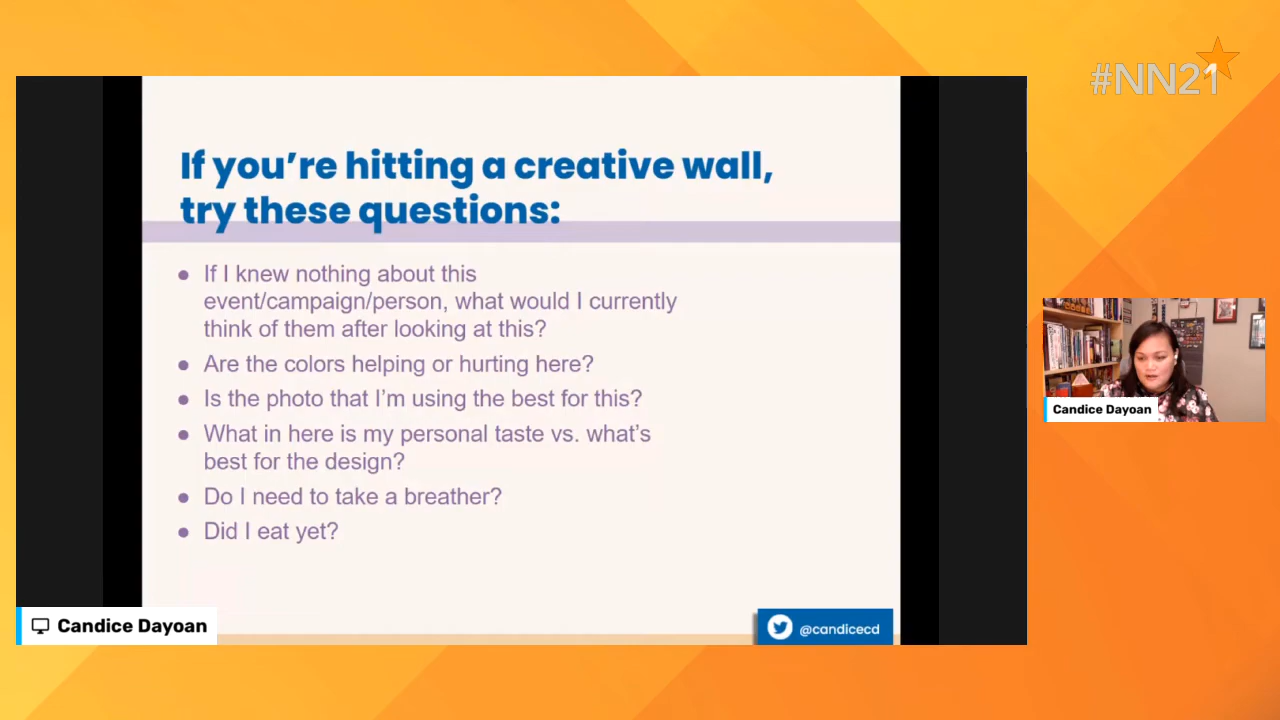 #NN21
If you're hitting a creative wall,
try these questions:
● If I knew nothing about this
event/campaign/person, what would I currently
think of them after looking at this?
● Are the colors helping or hurting here?
● Is the photo that I'm using the best for this?
● What in here is my personal taste vs. what's
best for the design?
● Do I need to take a breather?
● Did I eat yet?
Candice Dayoan
@candicecd
Candice Dayoan